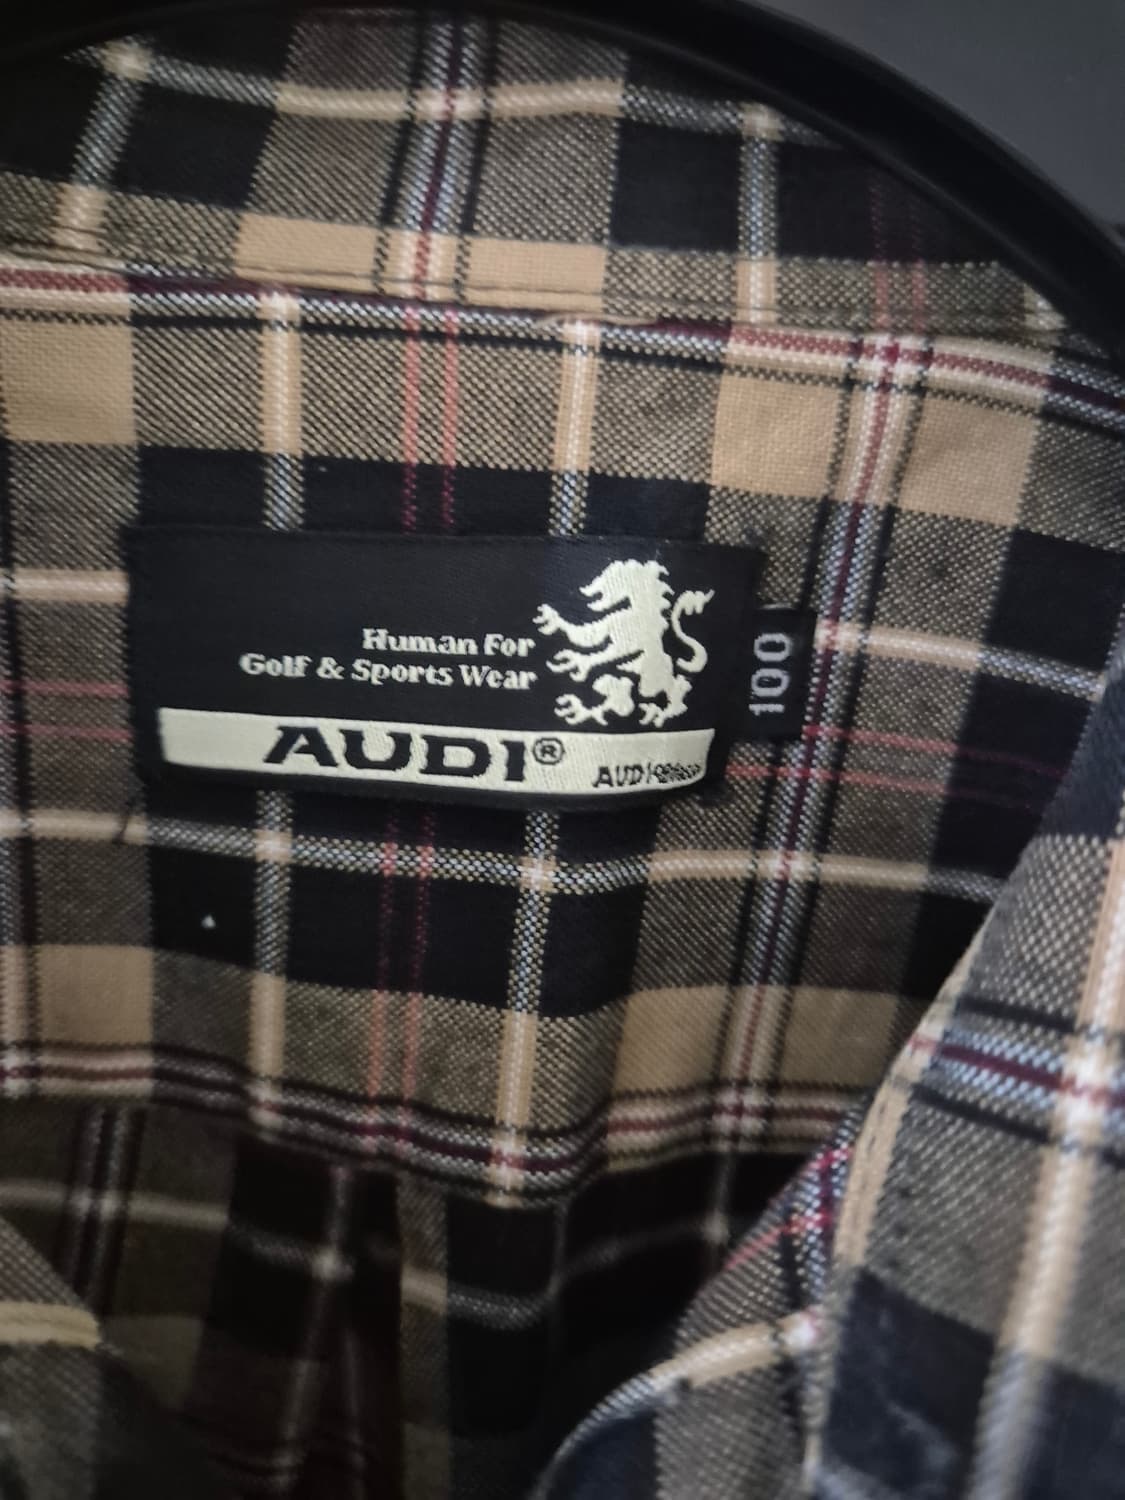 Human For
Golf & Sports Wear
AUDI®
100